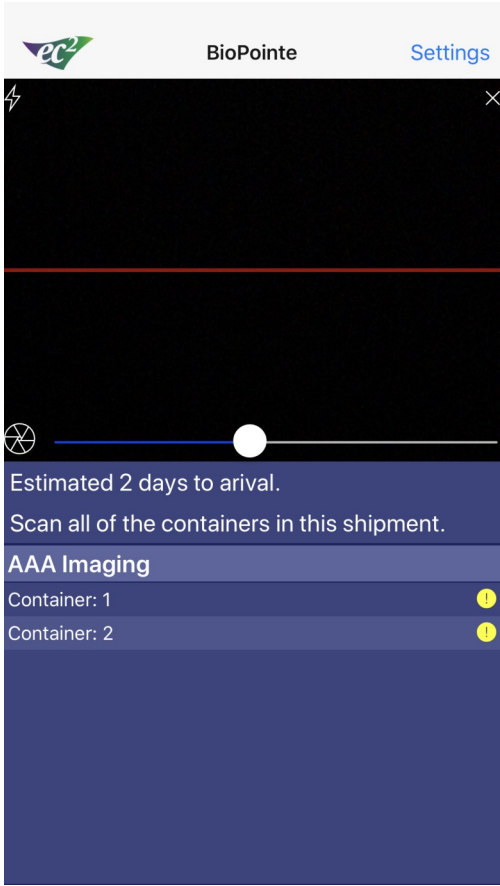 ec2
BioPointe
Settings
Estimated 2 days to arival.
Scan all of the containers in this shipment.
AAA Imaging
Container: 1
!
Container: 2
!